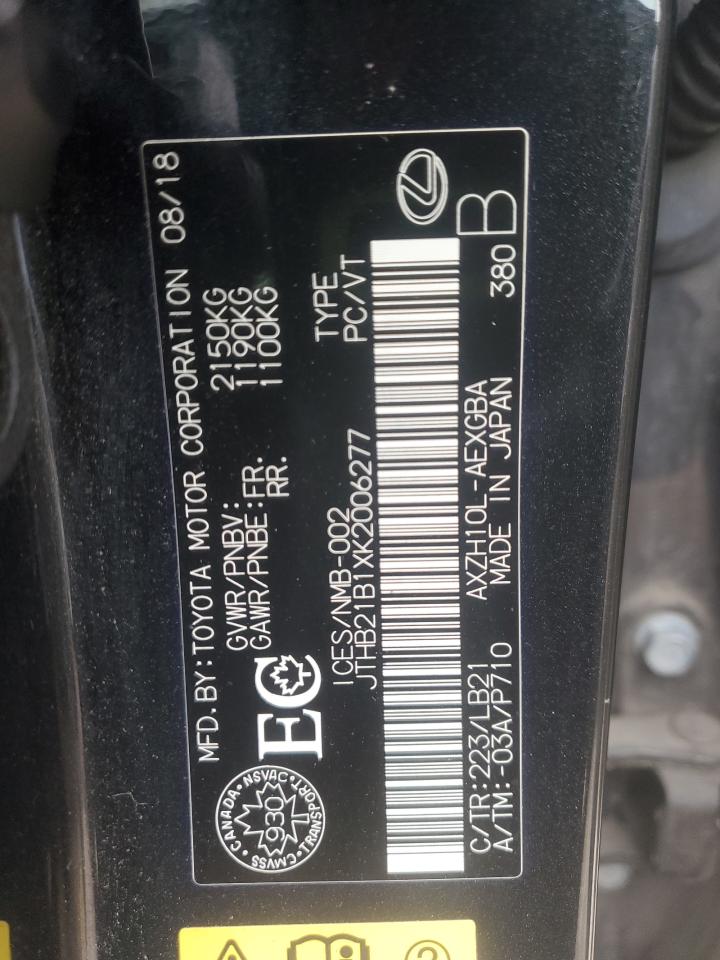 MFD.BY:TOYOTA MOTOR CORPORATION 08/18
GVWR/PNBV: 2150KG
GAWR/PNBE:FR. 1190KG
RR. 1100KG
CANADA·NSVAC·TRANSPORT·CMVSS·
930
EC
ICES/NMB-002
TYPE
JTHB21B1XK2006277
PC/VT
C/TR:223/LB21 AXZH10L-AEXGBA
A/TM:-03A/P710 MADE IN JAPAN 380
B